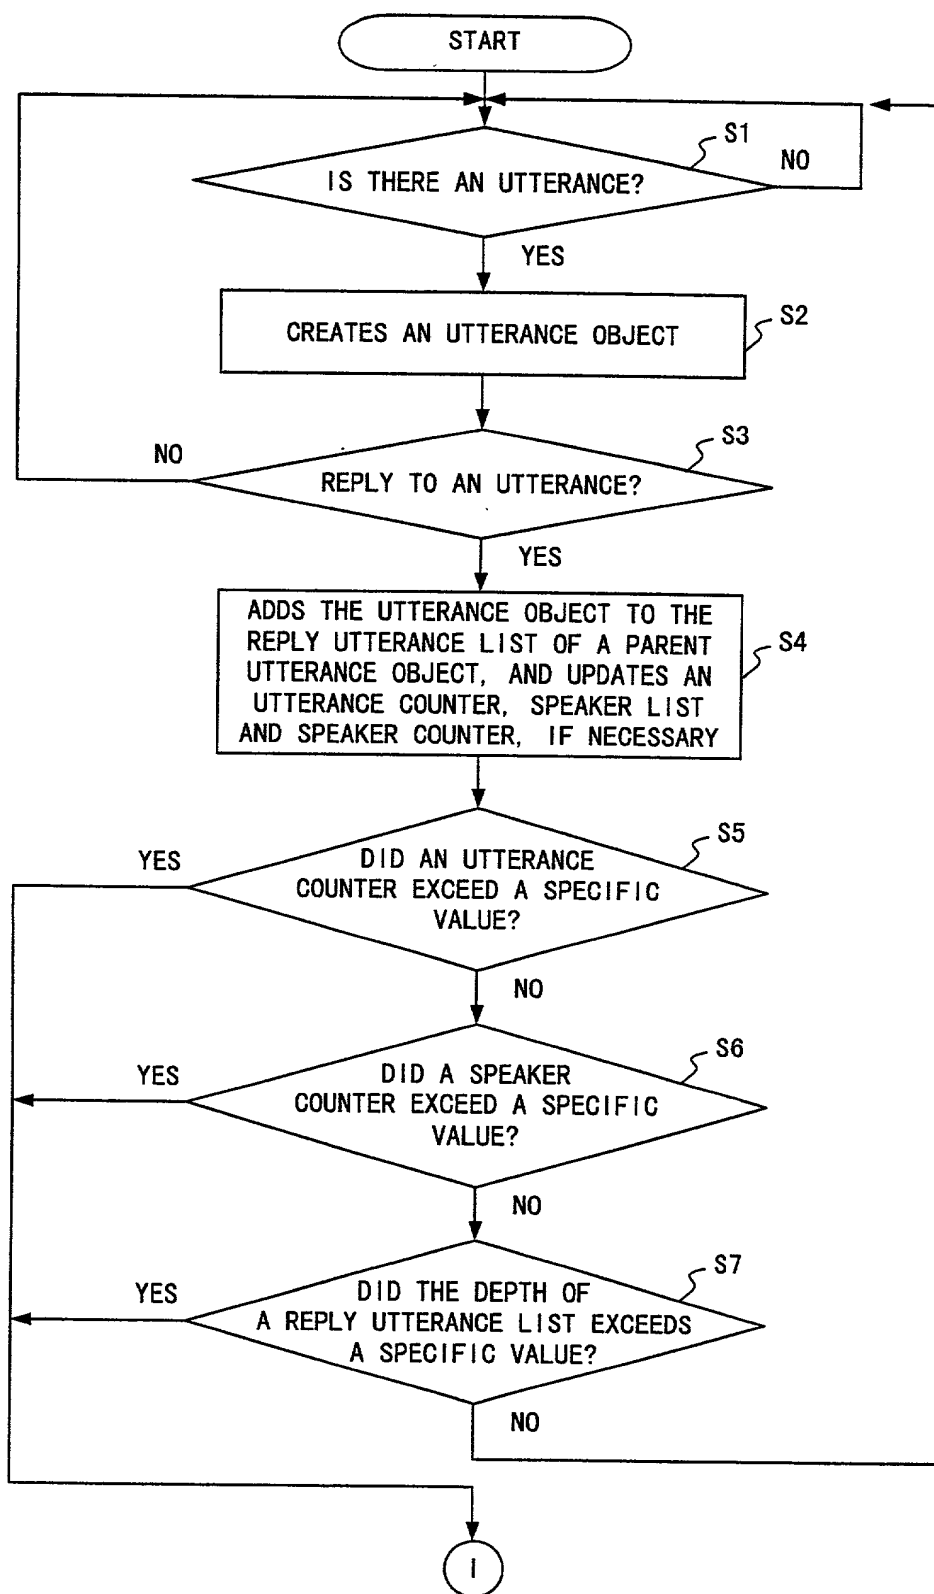 START
S1
IS THERE AN UTTERANCE?
NO
YES
S2
CREATES AN UTTERANCE OBJECT
S3
NO
REPLY TO AN UTTERANCE?
YES
ADDS THE UTTERANCE OBJECT TO THE
REPLY UTTERANCE LIST OF A PARENT
UTTERANCE OBJECT, AND UPDATES AN
UTTERANCE COUNTER, SPEAKER LIST
AND SPEAKER COUNTER, IF NECESSARY
S4
S5
YES
DID AN UTTERANCE
COUNTER EXCEED A SPECIFIC
VALUE?
NO
S6
YES
DID A SPEAKER
COUNTER EXCEED A SPECIFIC
VALUE?
NO
S7
YES
DID THE DEPTH OF
A REPLY UTTERANCE LIST EXCEEDS
A SPECIFIC VALUE?
NO
I